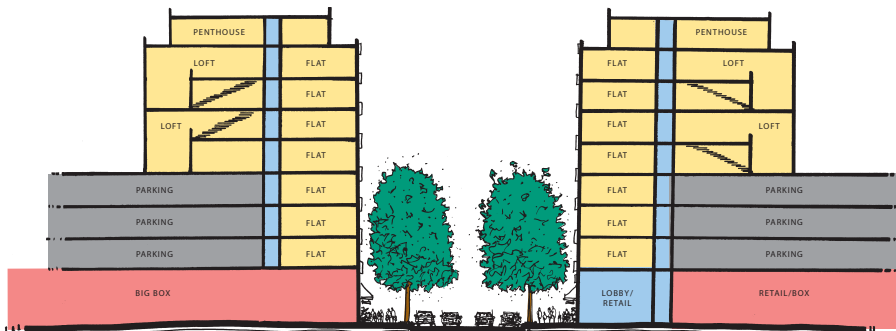 PENTHOUSE
LOFT
FLAT
FLAT
LOFT
FLAT
FLAT
PARKING
FLAT
PARKING
FLAT
PARKING
FLAT
BIG BOX
PENTHOUSE
FLAT
LOFT
FLAT
FLAT
LOFT
FLAT
FLAT
PARKING
FLAT
PARKING
FLAT
PARKING
LOBBY/
RETAIL
RETAIL/BOX